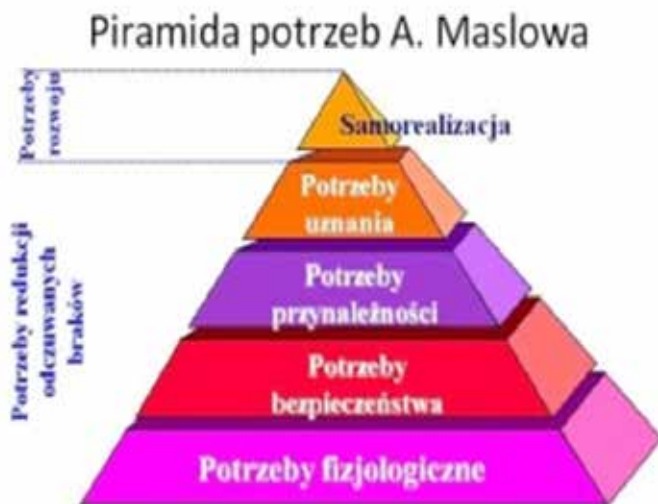 Piramida potrzeb A. Maslowa
Potrzeby
rozwoju
Samorealizacja
Potrzeby
uznania
Potrzeby redukcji
odczuwanych
braków
Potrzeby
przynależności
Potrzeby
bezpieczeństwa
Potrzeby fizjologiczne